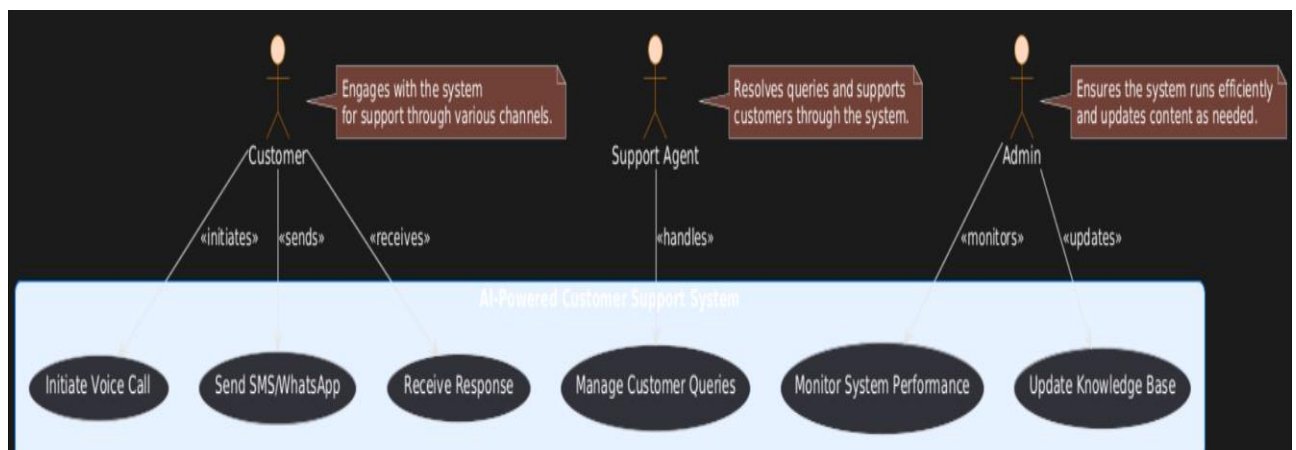 Engages with the system
for support through various channels.
Resolves queries and supports
customers through the system.
Ensures the system runs efficiently
and updates content as needed.
Customer
Support Agent
Admin
«initiates»
«sends»
«receives»
«handles»
«monitors»
«updates»
AI-Powered Customer Support System
Initiate Voice Call
Send SMS/WhatsApp
Receive Response
Manage Customer Queries
Monitor System Performance
Update Knowledge Base